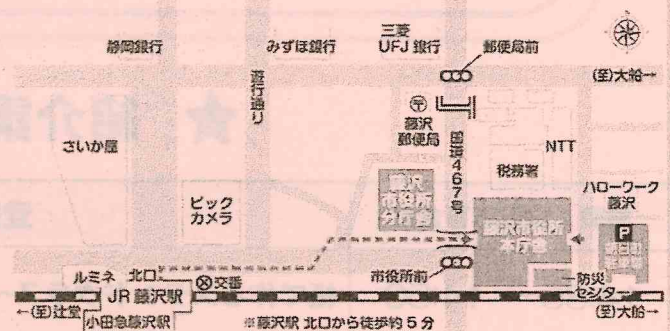 静岡銀行
みずほ銀行
三菱
UFJ 銀行
郵便局前
(至)大船→
遊行通り
さいか屋
藤沢
郵便局
国道467号
NTT
税務署
ハローワーク
藤沢
ビック
カメラ
藤沢
市役所
分庁舎
藤沢市役所
本庁舎
P
朝日町
駐車場
ルミネ
北口
交番
市役所前
防災
センター
JR 藤沢駅
←(至)辻堂
小田急藤沢駅
※藤沢駅 北口から徒歩約 5 分
(至)大船→